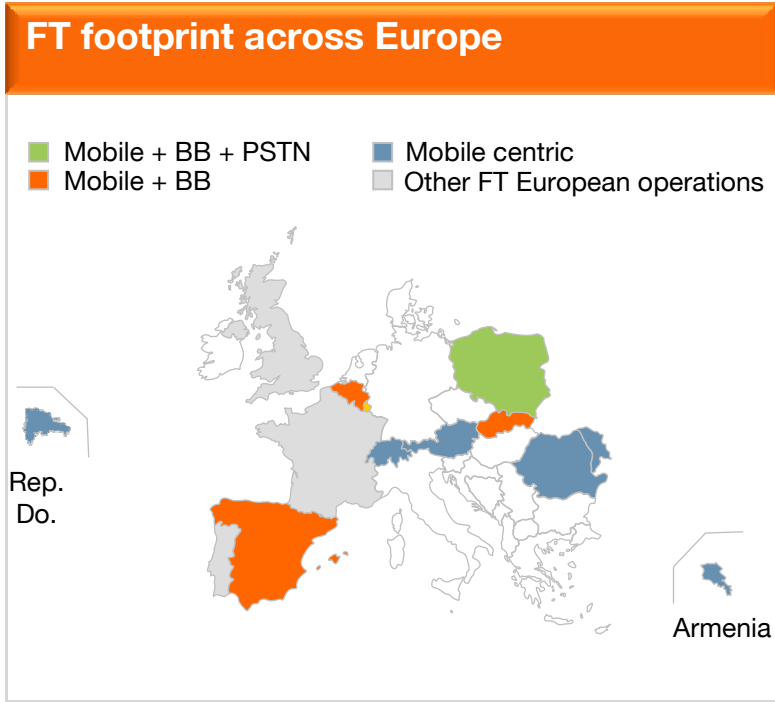 FT footprint across Europe
Mobile + BB + PSTN
Mobile centric
Mobile + BB
Other FT European operations
Rep.
Do.
Armenia